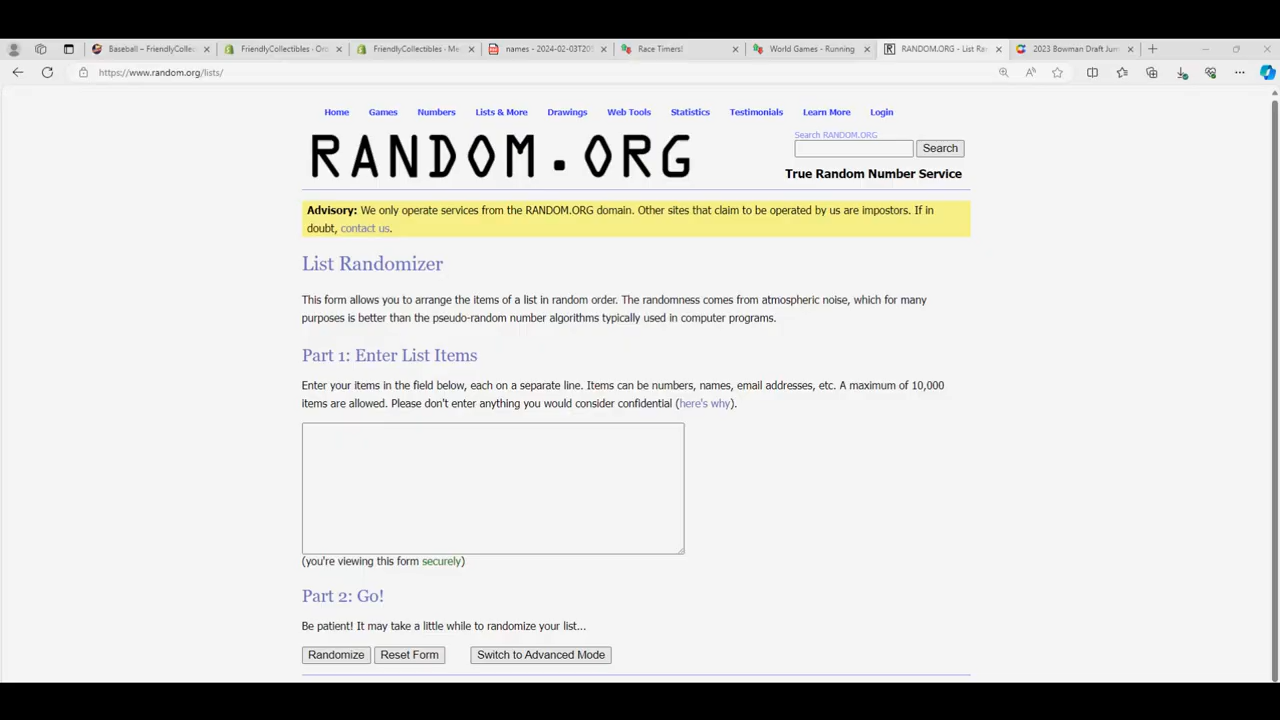 Baseball – FriendlyCollec
FriendlyCollectibles - Or
FriendlyCollectibles - Me
names - 2024-02-03T20
Race Timers!
World Games - Running
RANDOM.ORG - List Ra
2023 Bowman Draft Jum
https://www.random.org/lists/
Home Games Numbers Lists & More Drawings Web Tools Statistics Testimonials Learn More Login
RANDOM.ORG
Search RANDOM.ORG
Search
True Random Number Service
Advisory: We only operate services from the RANDOM.ORG domain. Other sites that claim to be operated by us are impostors. If in
doubt, contact us.
List Randomizer
This form allows you to arrange the items of a list in random order. The randomness comes from atmospheric noise, which for many
purposes is better than the pseudo-random number algorithms typically used in computer programs.
Part 1: Enter List Items
Enter your items in the field below, each on a separate line. Items can be numbers, names, email addresses, etc. A maximum of 10,000
items are allowed. Please don't enter anything you would consider confidential (here's why).
(you're viewing this form securely)
Part 2: Go!
Be patient! It may take a little while to randomize your list...
Randomize Reset Form Switch to Advanced Mode